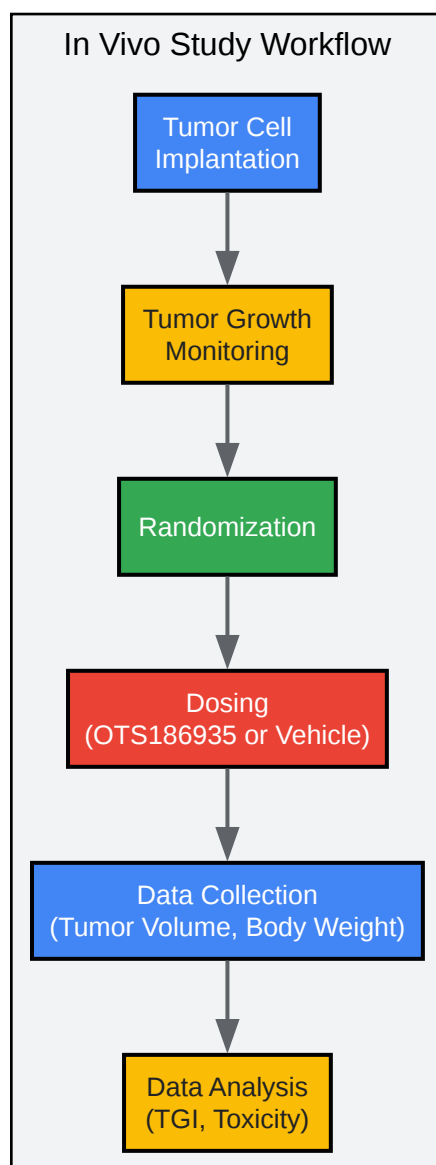 In Vivo Study Workflow
Tumor Cell
Implantation
Tumor Growth
Monitoring
Randomization
Dosing
(OTS186935 or Vehicle)
Data Collection
(Tumor Volume, Body Weight)
Data Analysis
(TGI, Toxicity)